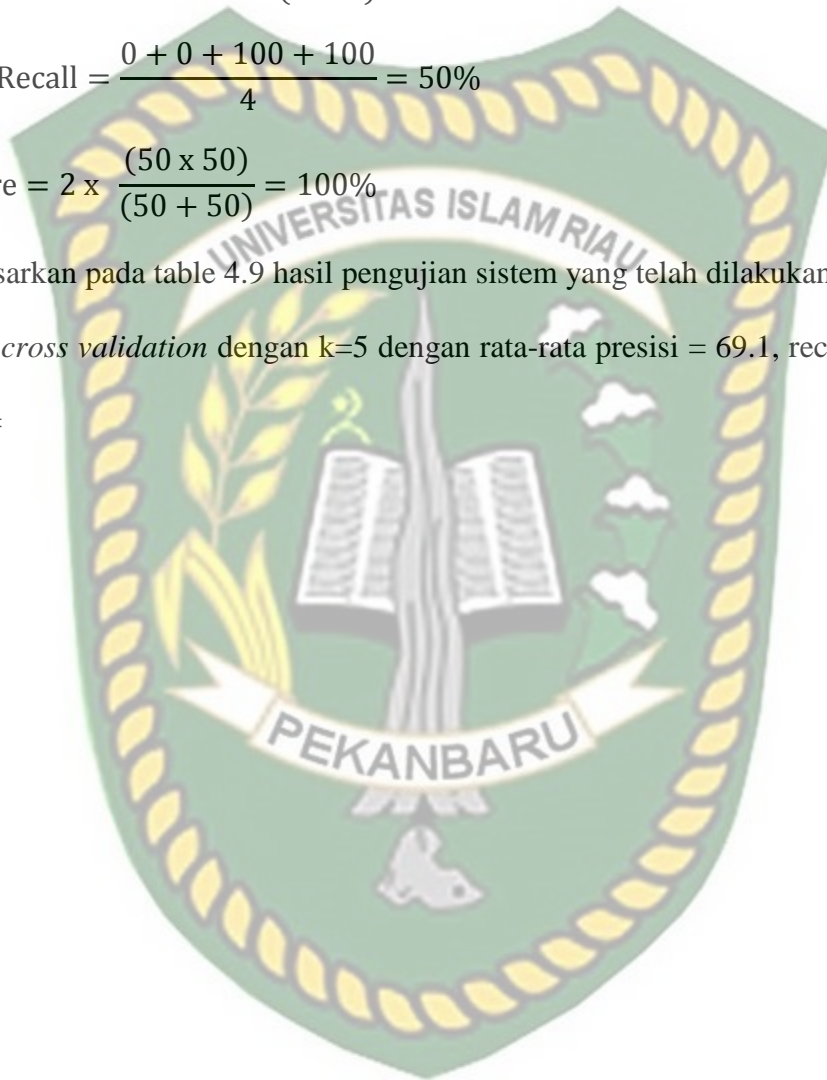 Recall = (0 + 0 + 100 + 100) / 4 = 50%
= 2 x (50 x 50) / (50 + 50) = 100%
UNIVERSITAS ISLAM RIAU
sarkan pada table 4.9 hasil pengujian sistem yang telah dilakukan
cross validation dengan k=5 dengan rata-rata presisi = 69.1, rec
PEKANBARU